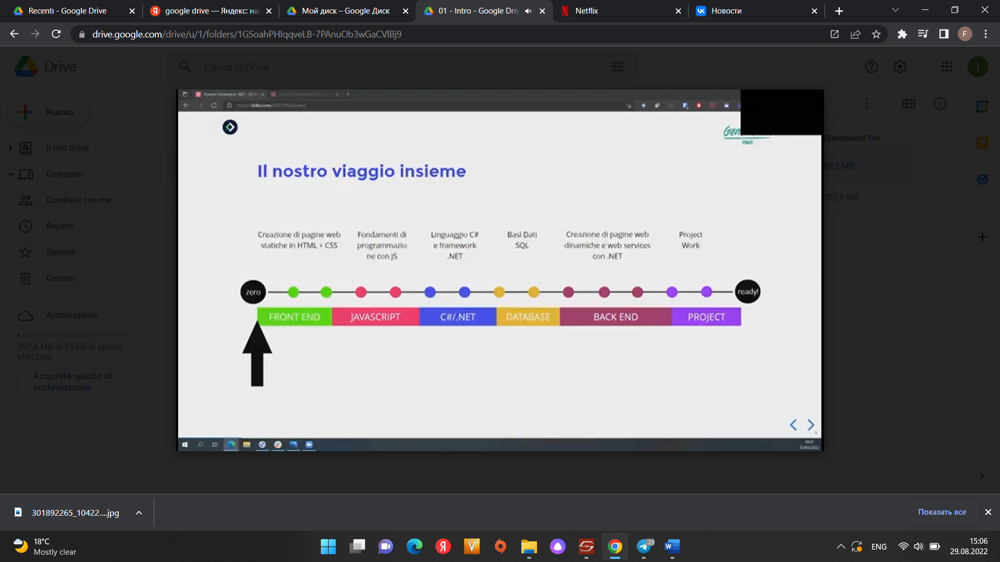 Recenti - Google Drive
google drive — Яндекс: на
Мой диск – Google Диск
01 - Intro - Google Driv
Netflix
Новости
drive.google.com/drive/u/1/folders/1GSoahPHIqqveLB-7PAnuOb3wGaCVlBj9
F
Drive
Cerca in Drive
I
Nuovo
Il mio Drive
Computer
Condivisi con me
Recenti
Speciali
Cestino
Archiviazione
397,6 MB di 15 GB di spazio
utilizzato
Acquista spazio di
archiviazione
Dimensioni file
89,3 MB
397,8 MB
ITALY
Il nostro viaggio insieme
Creazione di pagine web
statiche in HTML + CSS
Fondamenti di
programmazio
ne con JS
Linguaggio C#
e framework
.NET
Basi Dati
SQL
Creazione di pagine web
dinamiche e web services
con .NET
Project
Work
zero
ready!
FRONT END
JAVASCRIPT
C#/.NET
DATABASE
BACK END
PROJECT
03/05/2022
301892265_10422....jpg
Показать все
18°C
Mostly clear
23
ENG
15:06
29.08.2022